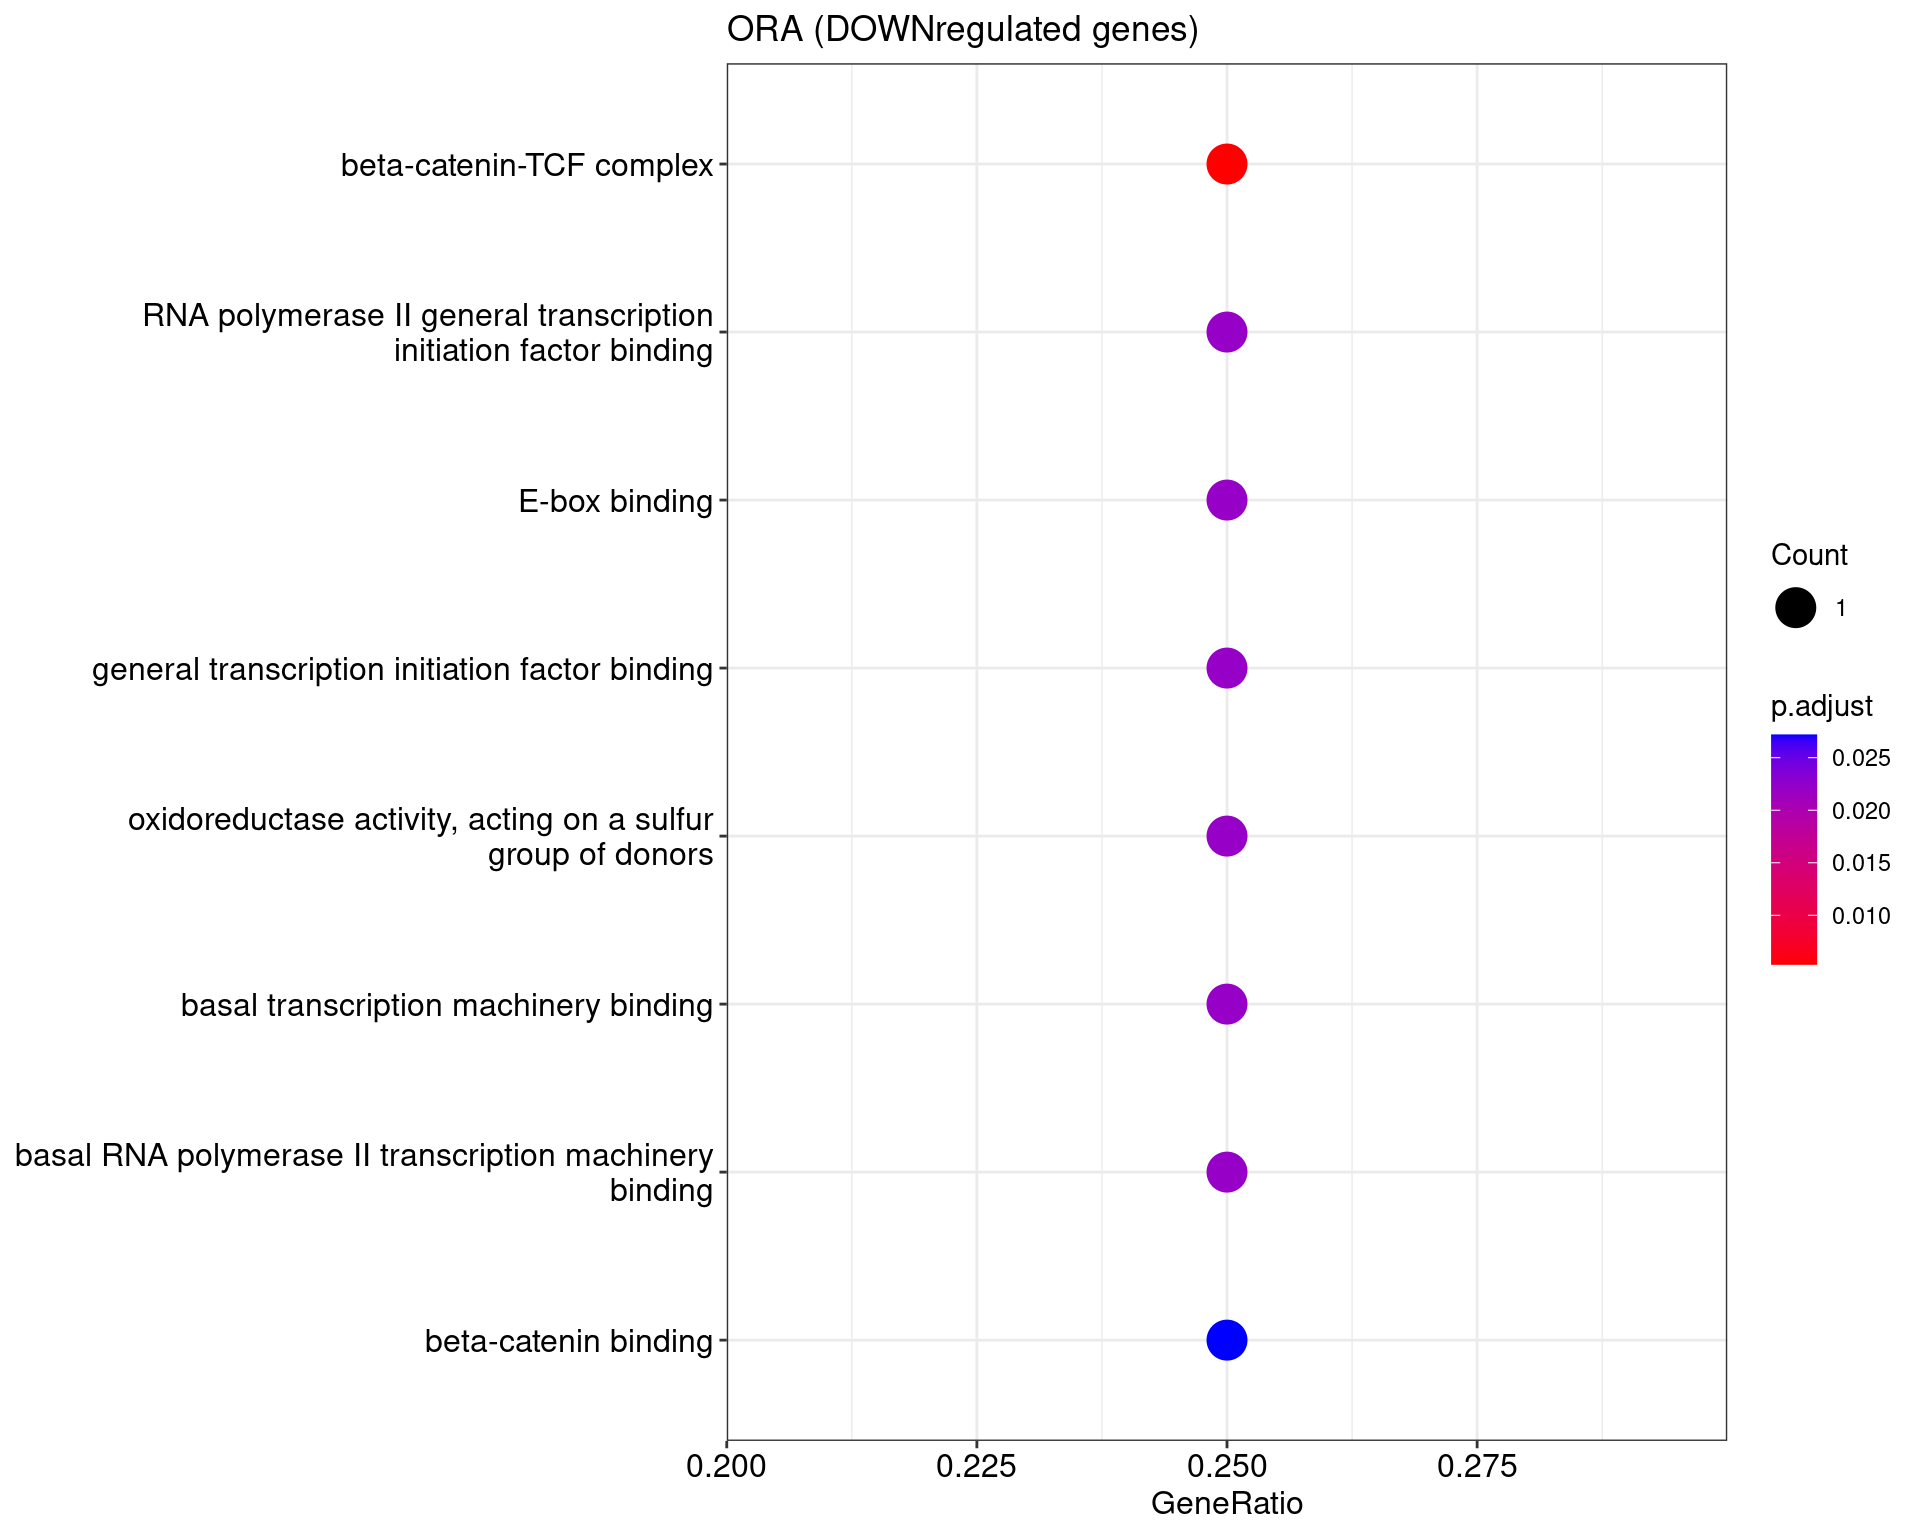 ORA (DOWNregulated genes)
beta-catenin-TCF complex
RNA polymerase II general transcription
initiation factor binding
E-box binding
general transcription initiation factor binding
oxidoreductase activity, acting on a sulfur
group of donors
basal transcription machinery binding
basal RNA polymerase II transcription machinery
binding
beta-catenin binding
0.200 0.225 0.250 0.275
GeneRatio
Count
1
p.adjust
0.025
0.020
0.015
0.010